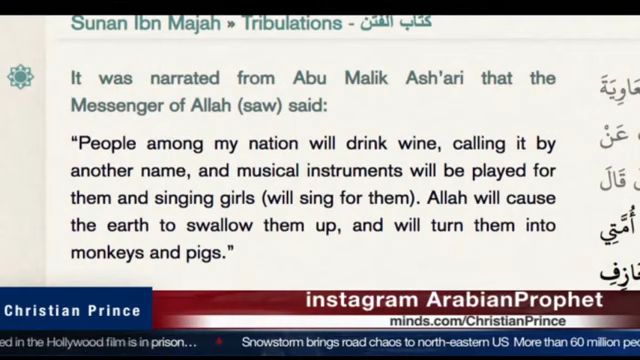 Sunan Ibn Majah » Tribulations - كتاب الفتن
It was narrated from Abu Malik Ash'ari that the
Messenger of Allah (saw) said:
“People among my nation will drink wine, calling it by
another name, and musical instruments will be played for
them and singing girls (will sing for them). Allah will cause
the earth to swallow them up, and will turn them into
monkeys and pigs.”
عَنْ
قَالَ
أُمَّتِي
instagram ArabianProphet
Christian Prince
minds.com/ChristianPrince
ed in the Hollywood film is in prison... ★ Snowstorm brings road chaos to north-eastern US More than 60 million pe